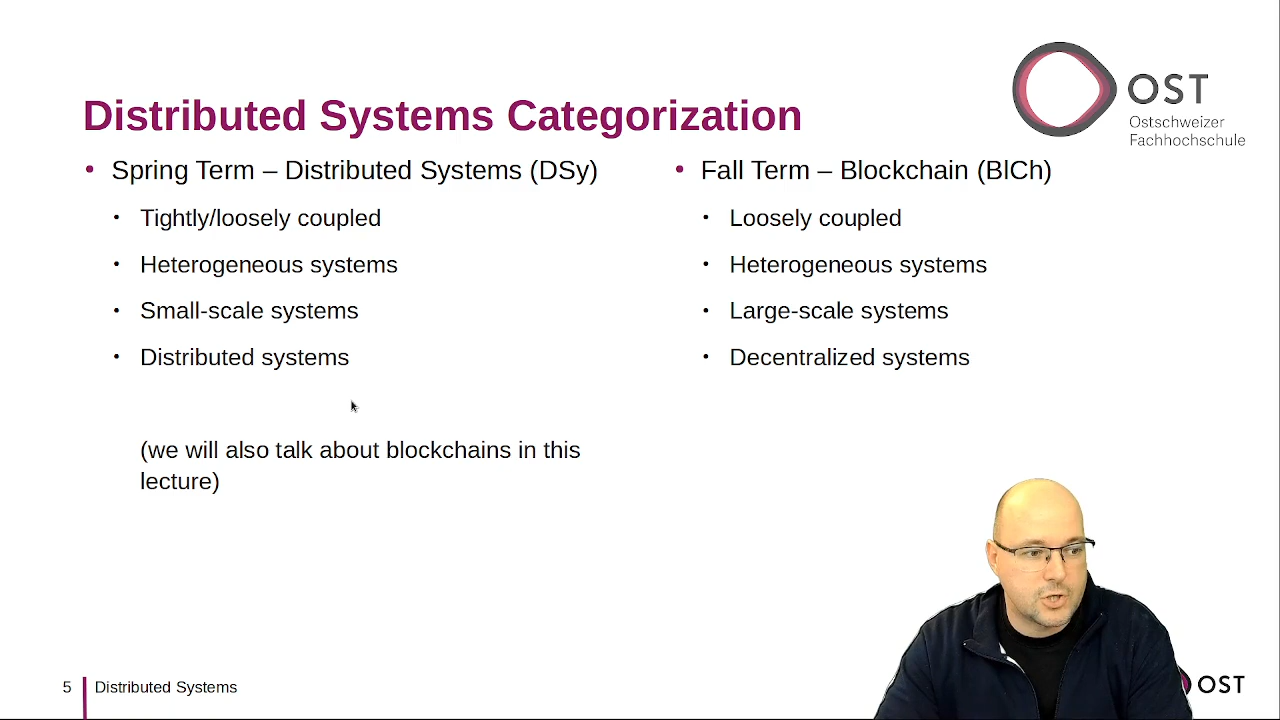 Distributed Systems Categorization
OST
Ostschweizer
Fachhochschule
• Spring Term – Distributed Systems (DSy)
• Tightly/loosely coupled
• Heterogeneous systems
• Small-scale systems
• Distributed systems
(we will also talk about blockchains in this
lecture)
• Fall Term – Blockchain (BlCh)
• Loosely coupled
• Heterogeneous systems
• Large-scale systems
• Decentralized systems
5 Distributed Systems
OST